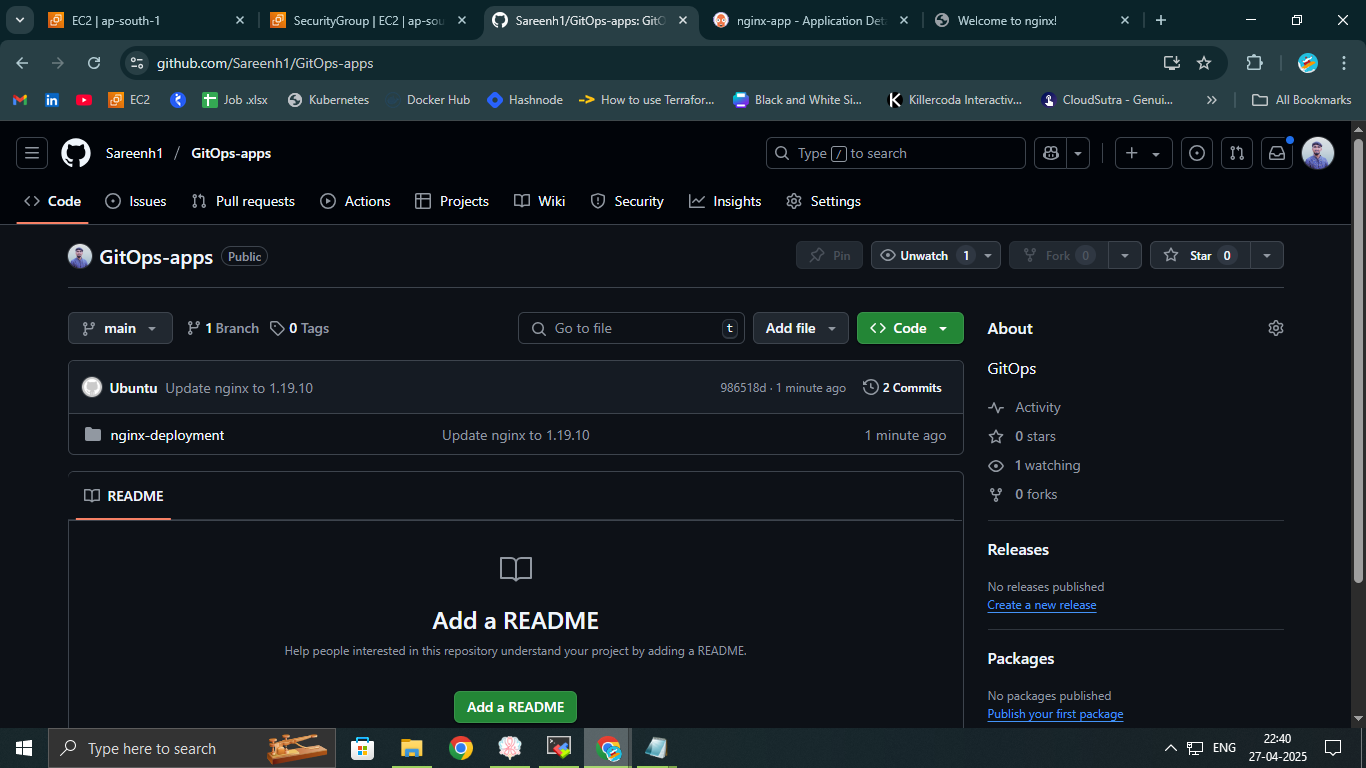 EC2 | ap-south-1
SecurityGroup | EC2 | ap-sou
Sareenh1/GitOps-apps: GitO
nginx-app - Application Deta
Welcome to nginx!
github.com/Sareenh1/GitOps-apps
EC2
Job .xlsx
Kubernetes
Docker Hub
Hashnode
How to use Terrafor...
Black and White Si...
Killercoda Interactiv...
CloudSutra - Genui...
All Bookmarks
Sareenh1 / GitOps-apps
Type / to search
Code
Issues
Pull requests
Actions
Projects
Wiki
Security
Insights
Settings
GitOps-apps Public
Pin
Unwatch 1
Fork 0
Star 0
main
1 Branch
0 Tags
Go to file t
Add file
Code
Ubuntu Update nginx to 1.19.10
986518d · 1 minute ago
2 Commits
nginx-deployment
Update nginx to 1.19.10
1 minute ago
README
Add a README
Help people interested in this repository understand your project by adding a README.
Add a README
About
GitOps
Activity
0 stars
1 watching
0 forks
Releases
No releases published
Create a new release
Packages
No packages published
Publish your first package
Type here to search
ENG
22:40
27-04-2025